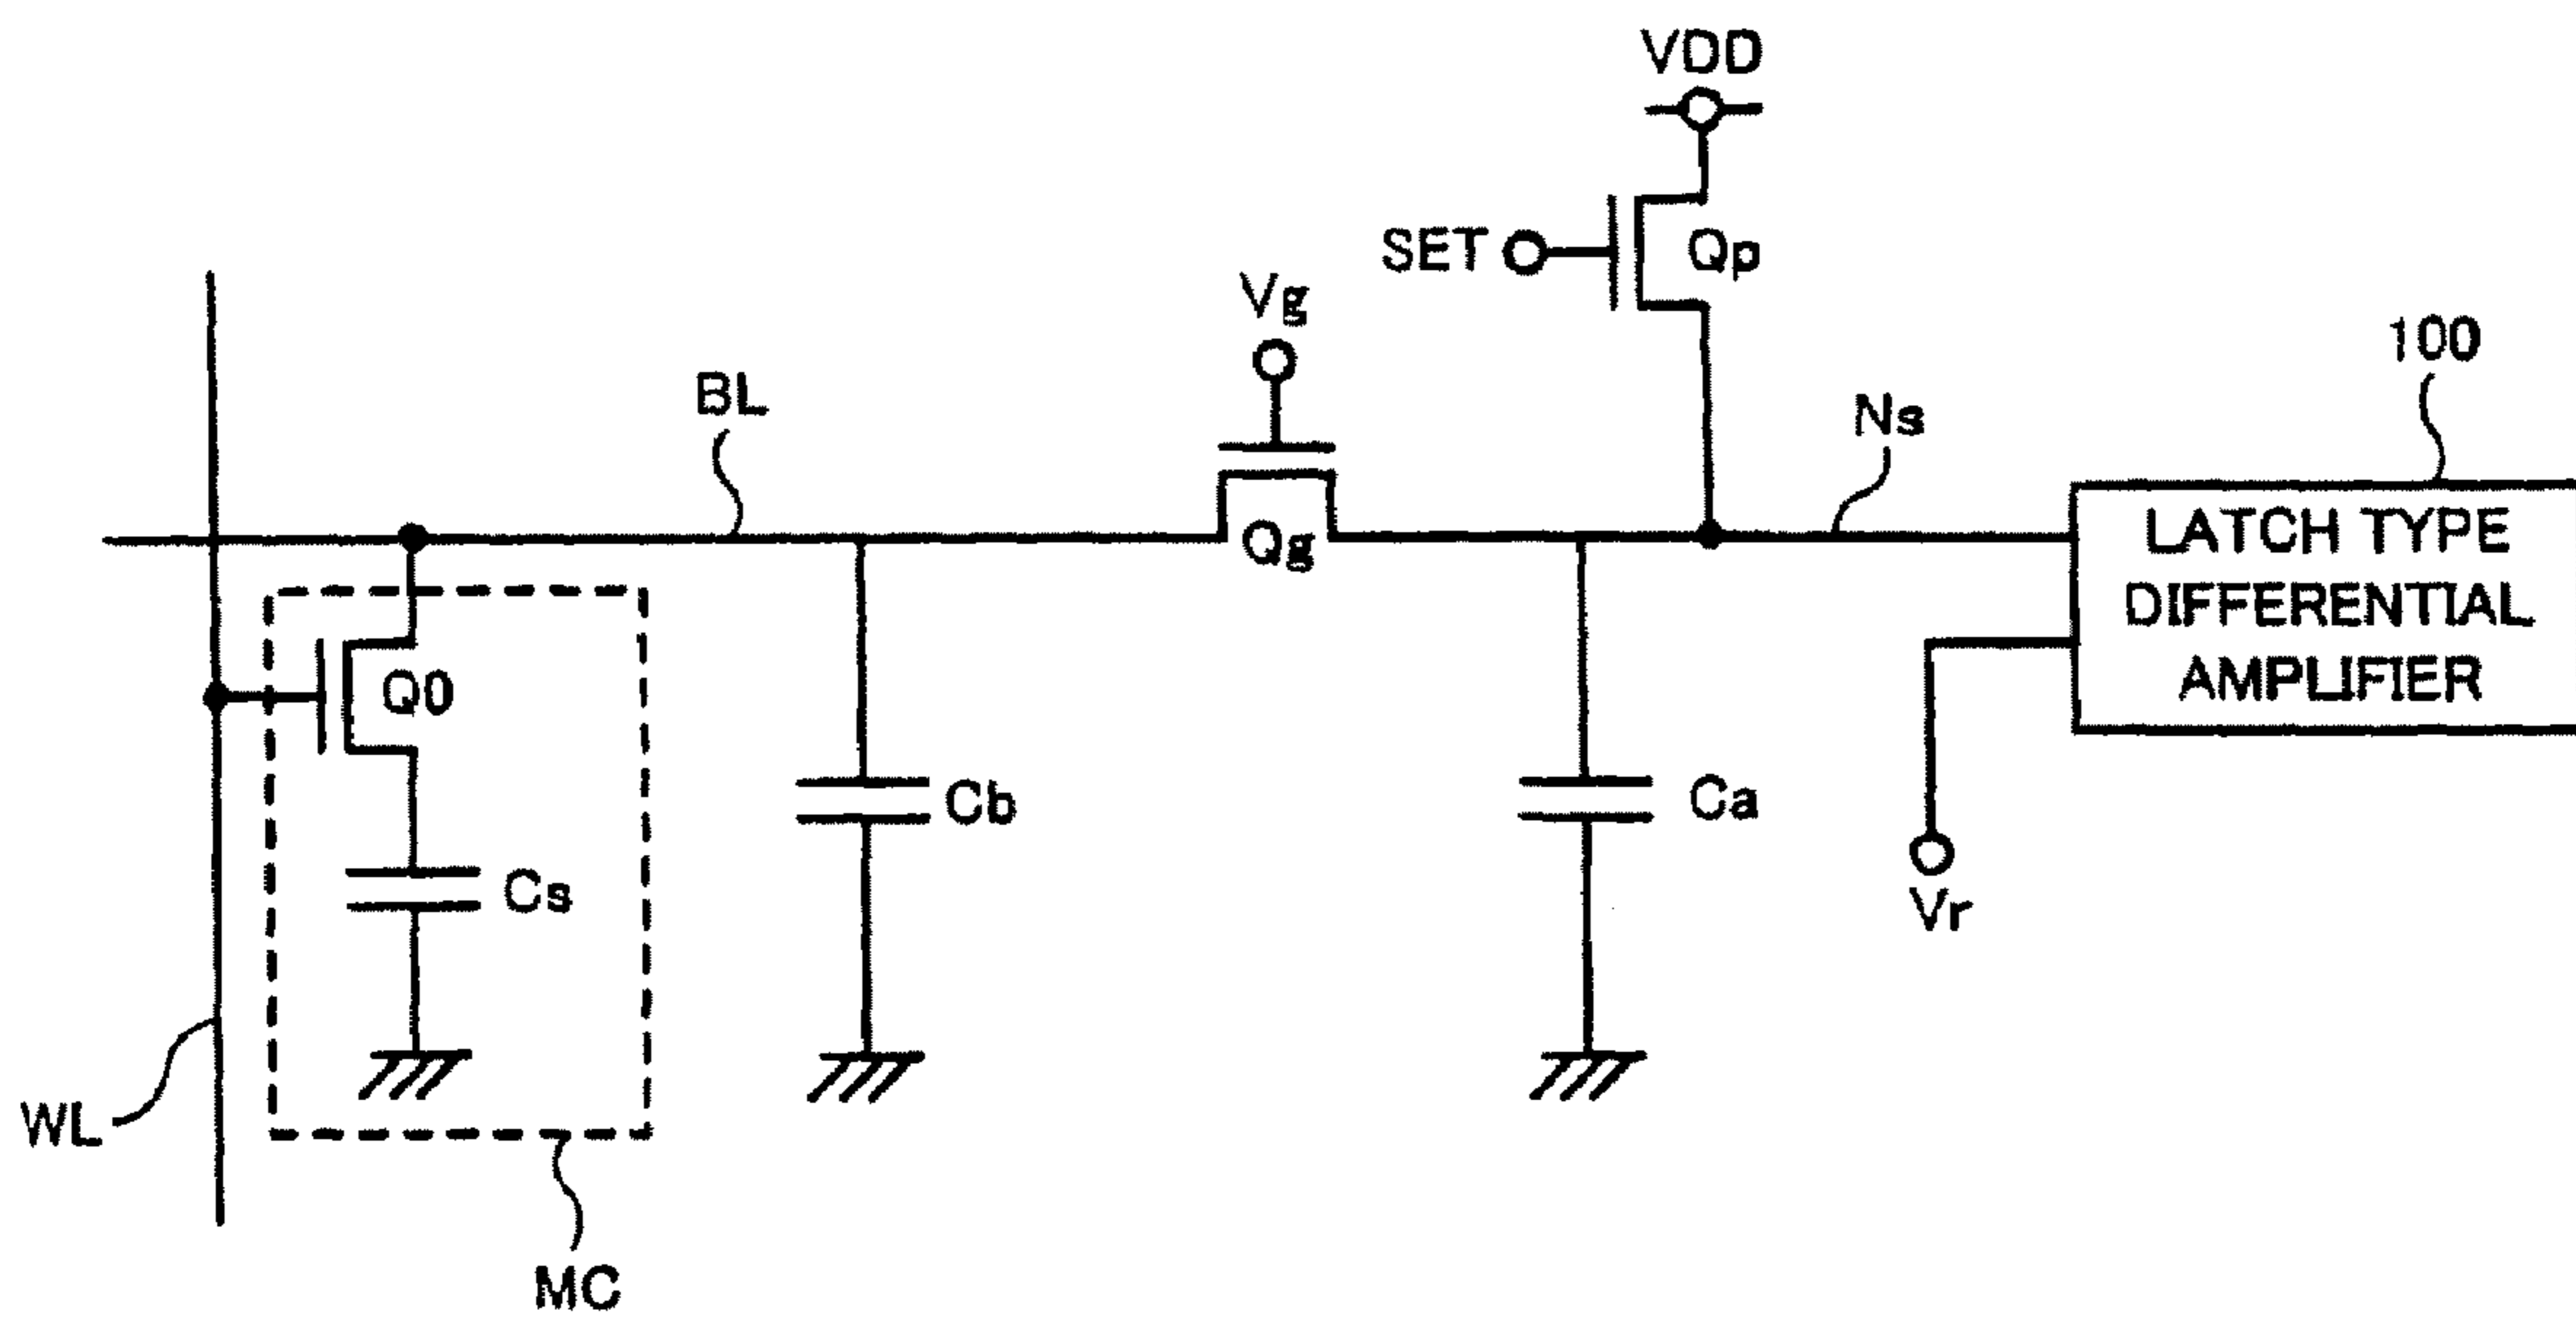 VDD
SET
Qp
Vg
100
BL
Ns
Qg
LATCH TYPE
DIFFERENTIAL
AMPLIFIER
Q0
Cb
Ca
Cs
Vr
WL
MC